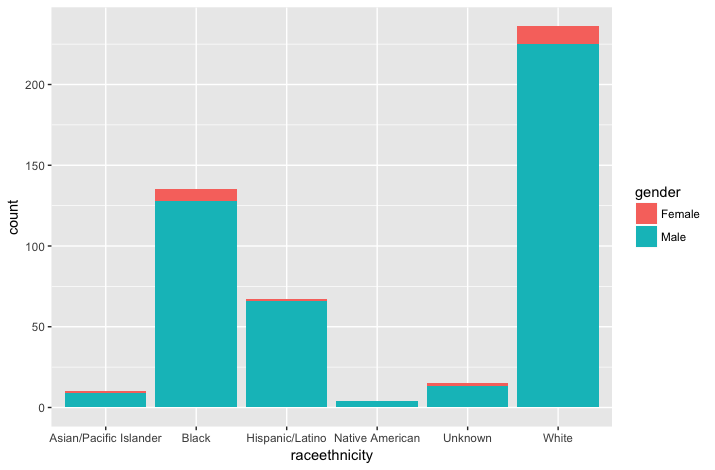 count
200
150
100
50
0
Asian/Pacific Islander Black Hispanic/Latino Native American Unknown White
raceethnicity
gender
Female
Male